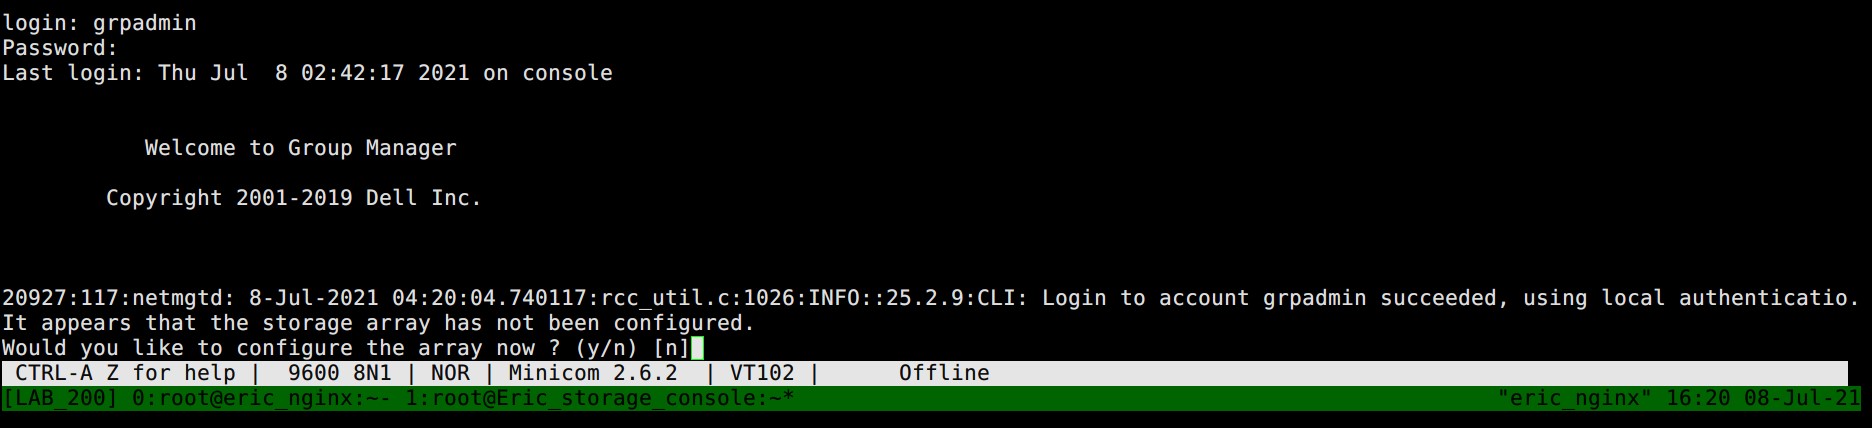 login: grpadmin
Password:
Last login: Thu Jul  8 02:42:17 2021 on console
Welcome to Group Manager
Copyright 2001-2019 Dell Inc.
20927:117:netmgtd: 8-Jul-2021 04:20:04.740117:rcc_util.c:1026:INFO::25.2.9:CLI: Login to account grpadmin succeeded, using local authenticatio.
It appears that the storage array has not been configured.
Would you like to configure the array now ? (y/n) [n]
CTRL-A Z for help |  9600 8N1 | NOR | Minicom 2.6.2  | VT102 |      Offline
[LAB_200] 0:root@eric_nginx:~- 1:root@Eric_storage_console:~* "eric_nginx" 16:20 08-Jul-21